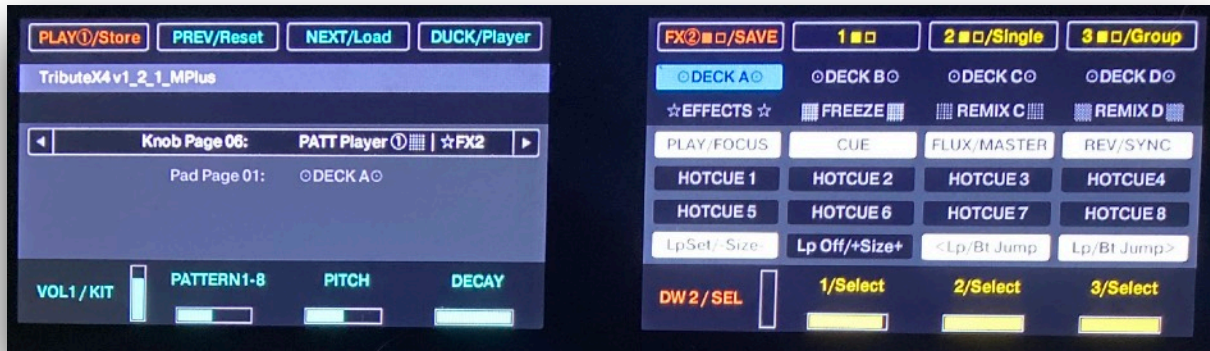 PLAY①/Store PREV/Reset NEXT/Load DUCK/Player
TributeX4 v1_2_1_MPlus
◄ Knob Page 06: PATT Player ①▦ | ☆FX2 ►
Pad Page 01: ⊙DECK A⊙
VOL1 / KIT PATTERN1-8 PITCH DECAY
FX②■□/SAVE 1 ■□ 2 ■□/Single 3 ■□/Group
⊙DECK A⊙ ⊙DECK B⊙ ⊙DECK C⊙ ⊙DECK D⊙
☆EFFECTS ☆ ▦ FREEZE ▦ ▦ REMIX C ▦ ▦ REMIX D ▦
PLAY/FOCUS CUE FLUX/MASTER REV/SYNC
HOTCUE 1 HOTCUE 2 HOTCUE 3 HOTCUE4
HOTCUE 5 HOTCUE 6 HOTCUE 7 HOTCUE 8
LpSet/-Size- Lp Off/+Size+ <Lp/Bt Jump Lp/Bt Jump>
DW 2 / SEL 1/Select 2/Select 3/Select